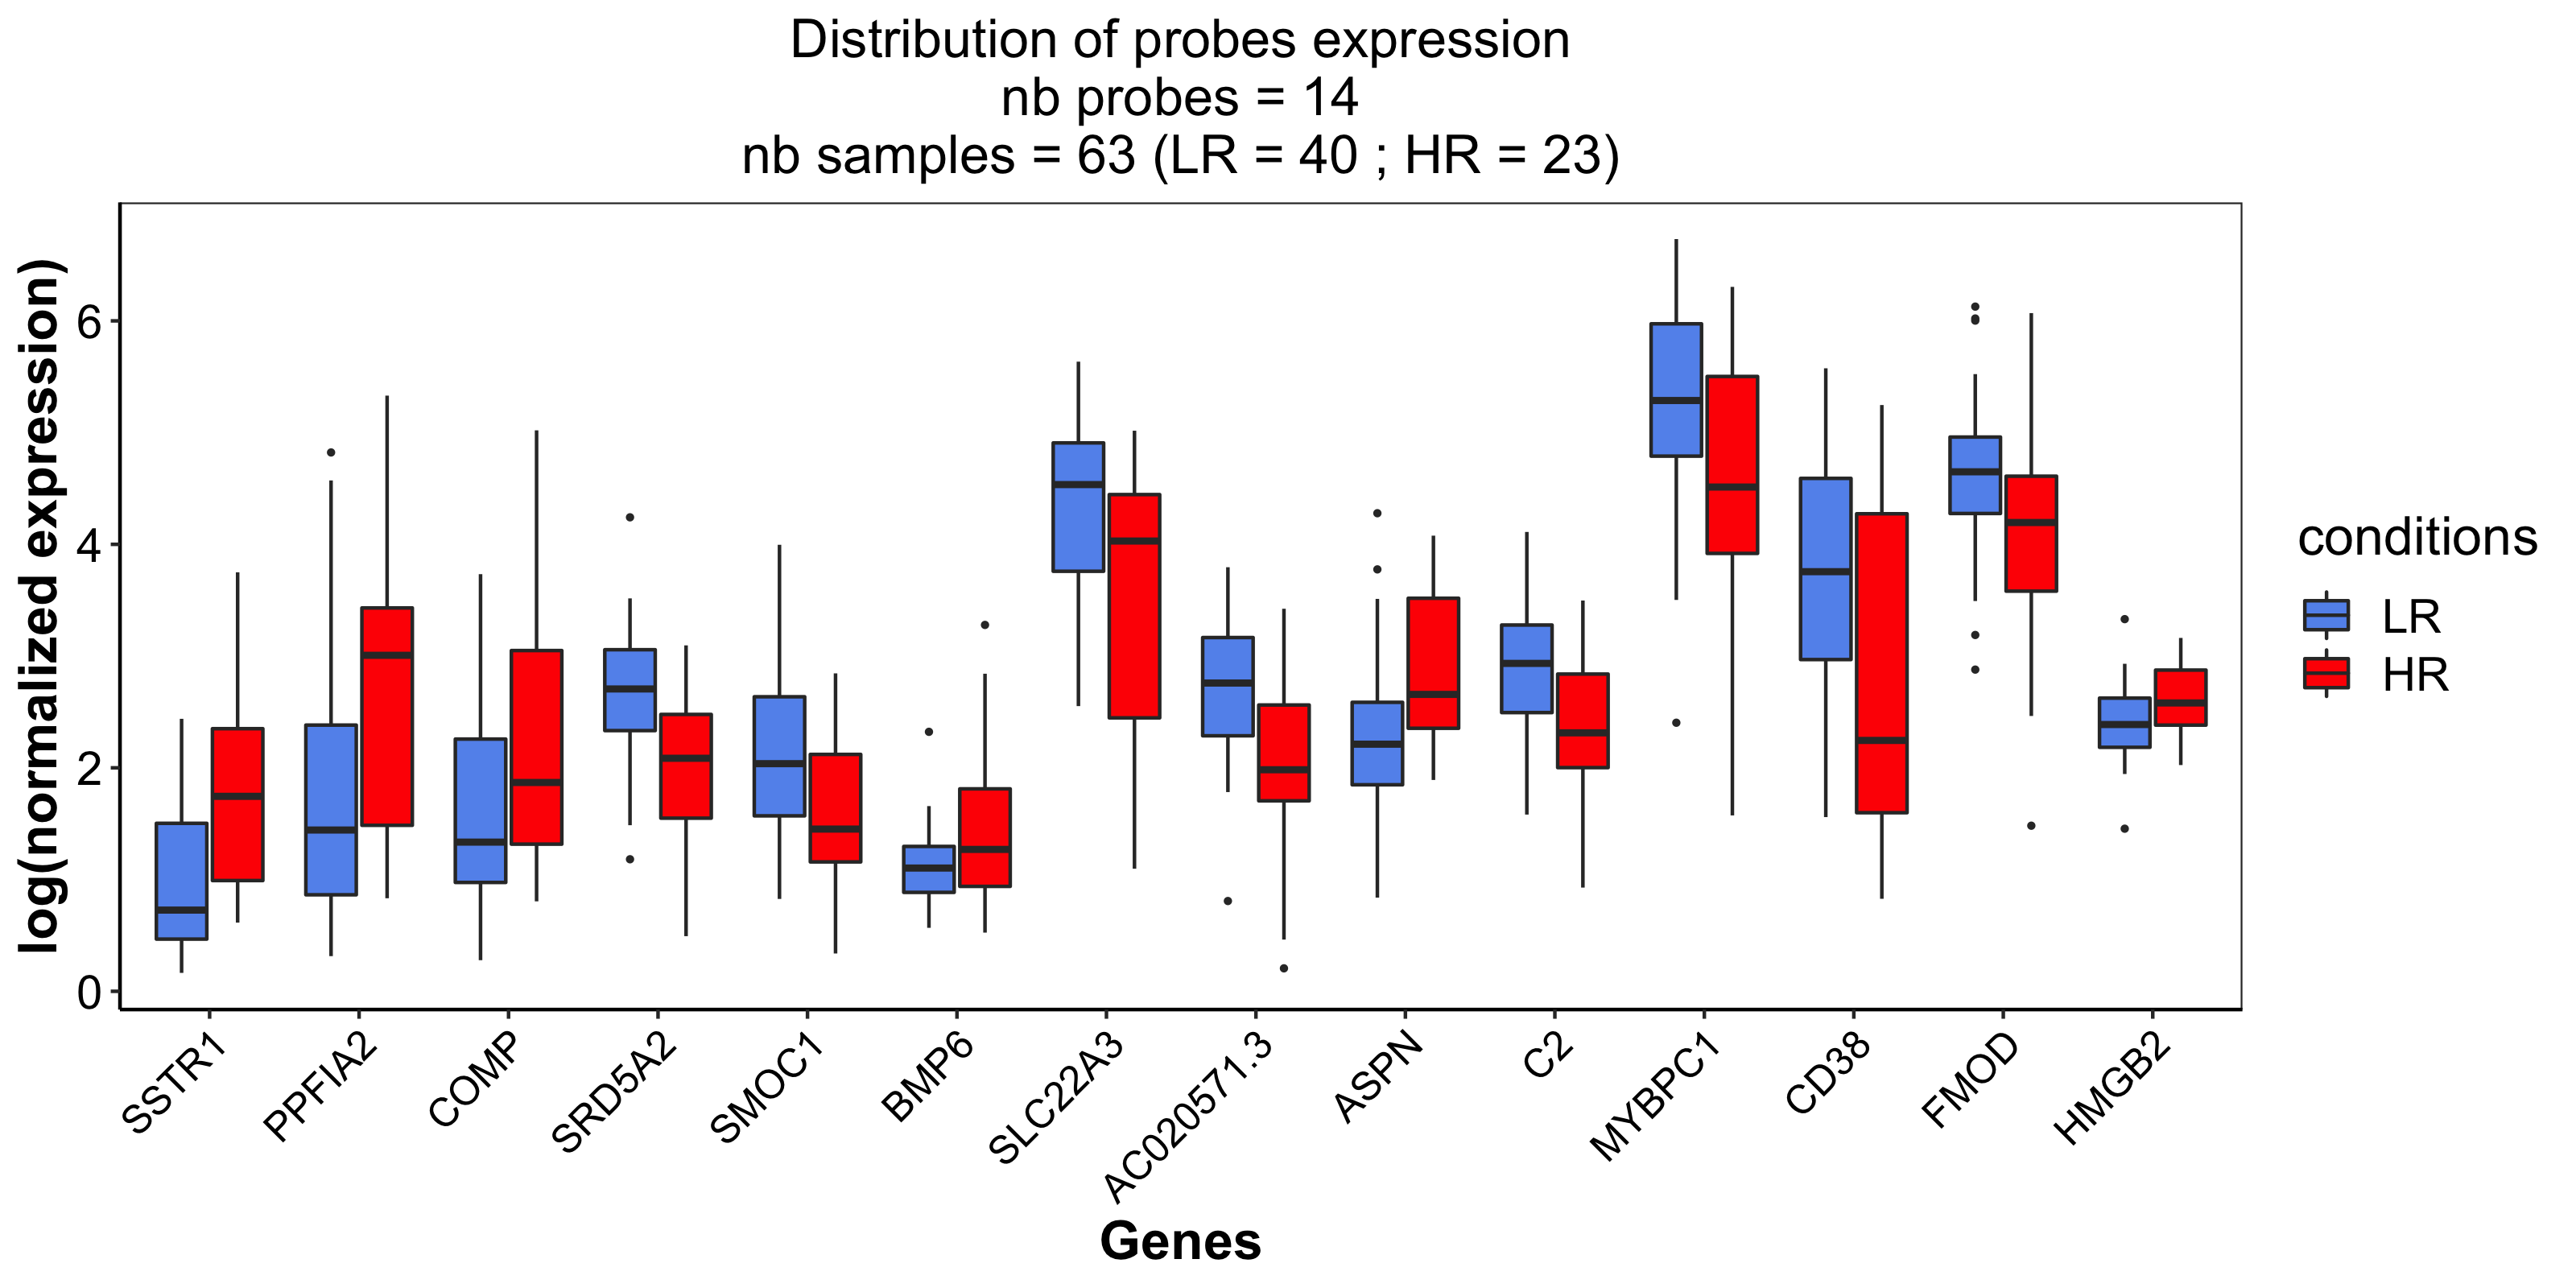 Distribution of probes expression
nb probes = 14
nb samples = 63 (LR = 40 ; HR = 23)
log(normalized expression)
6
4
2
0
SSTR1
PPFIA2
COMP
SRD5A2
SMOC1
BMP6
SLC22A3
AC020571.3
ASPN
C2
MYBPC1
CD38
FMOD
HMGB2
Genes
conditions
LR
HR